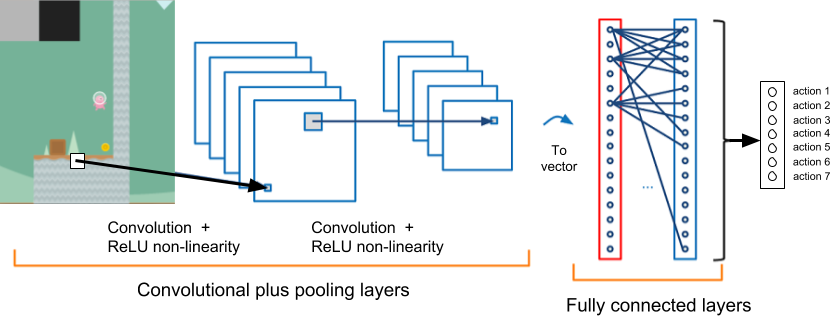 Convolution +
ReLU non-linearity
Convolution +
ReLU non-linearity
Convolutional plus pooling layers
To
vector
...
Fully connected layers
action 1
action 2
action 3
action 4
action 5
action 6
action 7